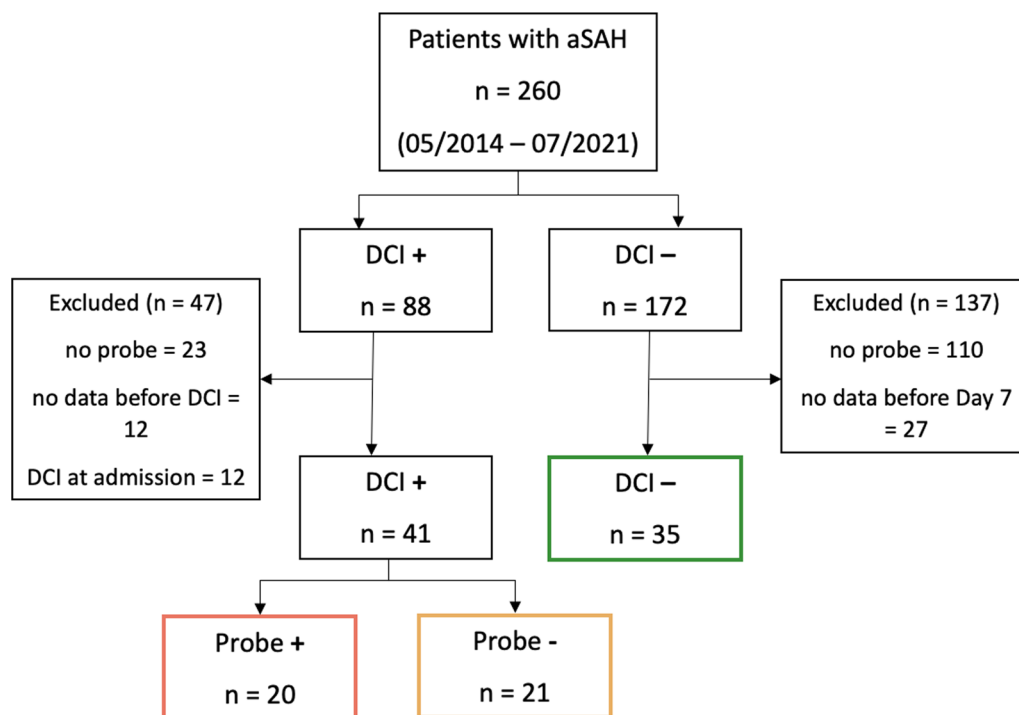 Patients with aSAH
n = 260
(05/2014 – 07/2021)
DCI +
n = 88
DCI –
n = 172
Excluded (n = 47)
no probe = 23
no data before DCI =
12
DCI at admission = 12
Excluded (n = 137)
no probe = 110
no data before Day 7
= 27
DCI +
n = 41
DCI –
n = 35
Probe +
n = 20
Probe -
n = 21